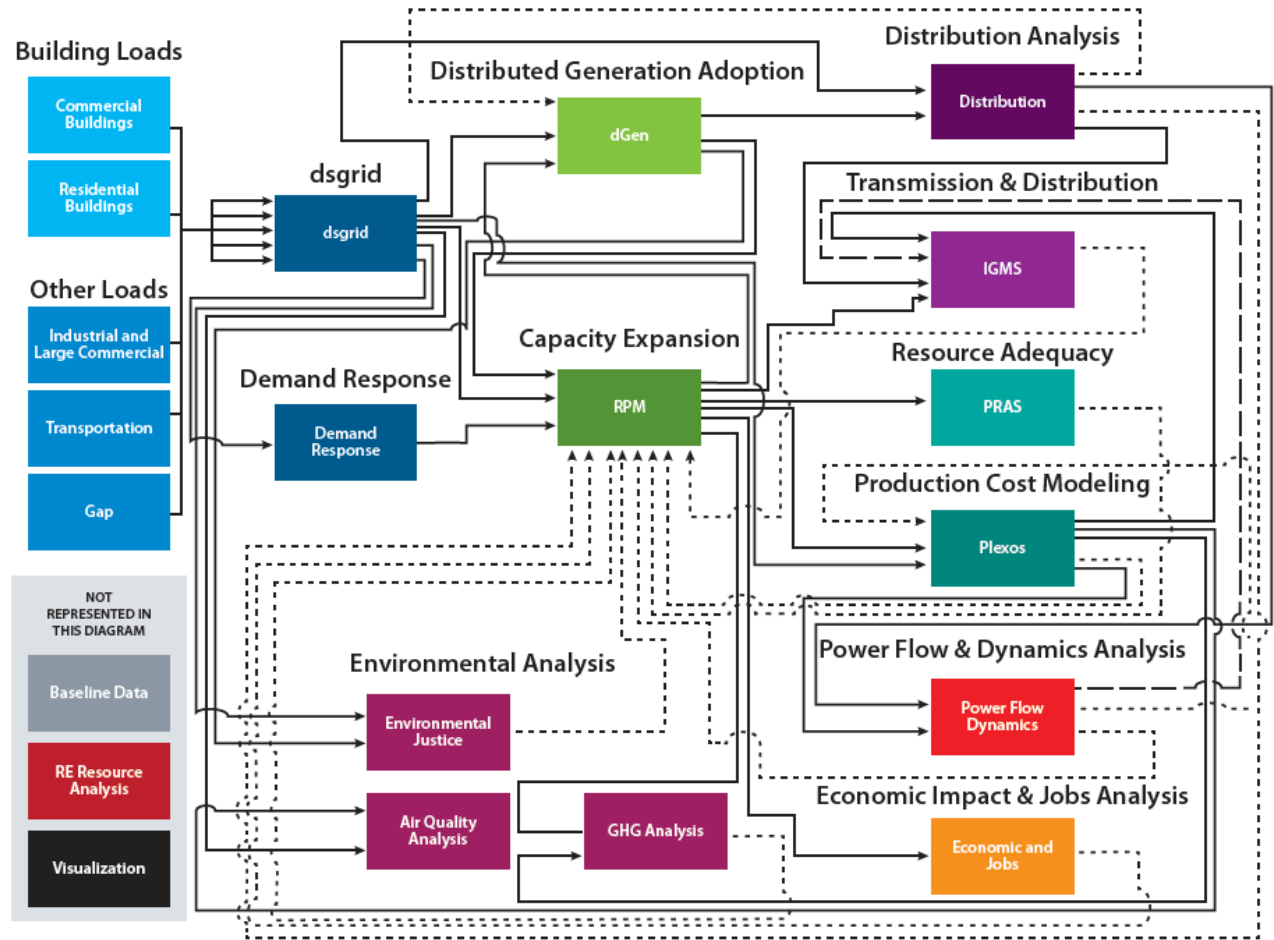 Building Loads
Commercial
Buildings
Residential
Buildings
Other Loads
Industrial and
Large Commercial
Transportation
Gap
NOT
REPRESENTED IN
THIS DIAGRAM
Baseline Data
RE Resource
Analysis
Visualization
dsgrid
dsgrid
Demand Response
Demand
Response
Distributed Generation Adoption
dGen
Capacity Expansion
RPM
Environmental Analysis
Environmental
Justice
Air Quality
Analysis
GHG Analysis
Distribution Analysis
Distribution
Transmission & Distribution
IGMS
Resource Adequacy
PRAS
Production Cost Modeling
Plexos
Power Flow & Dynamics Analysis
Power Flow
Dynamics
Economic Impact & Jobs Analysis
Economic and
Jobs